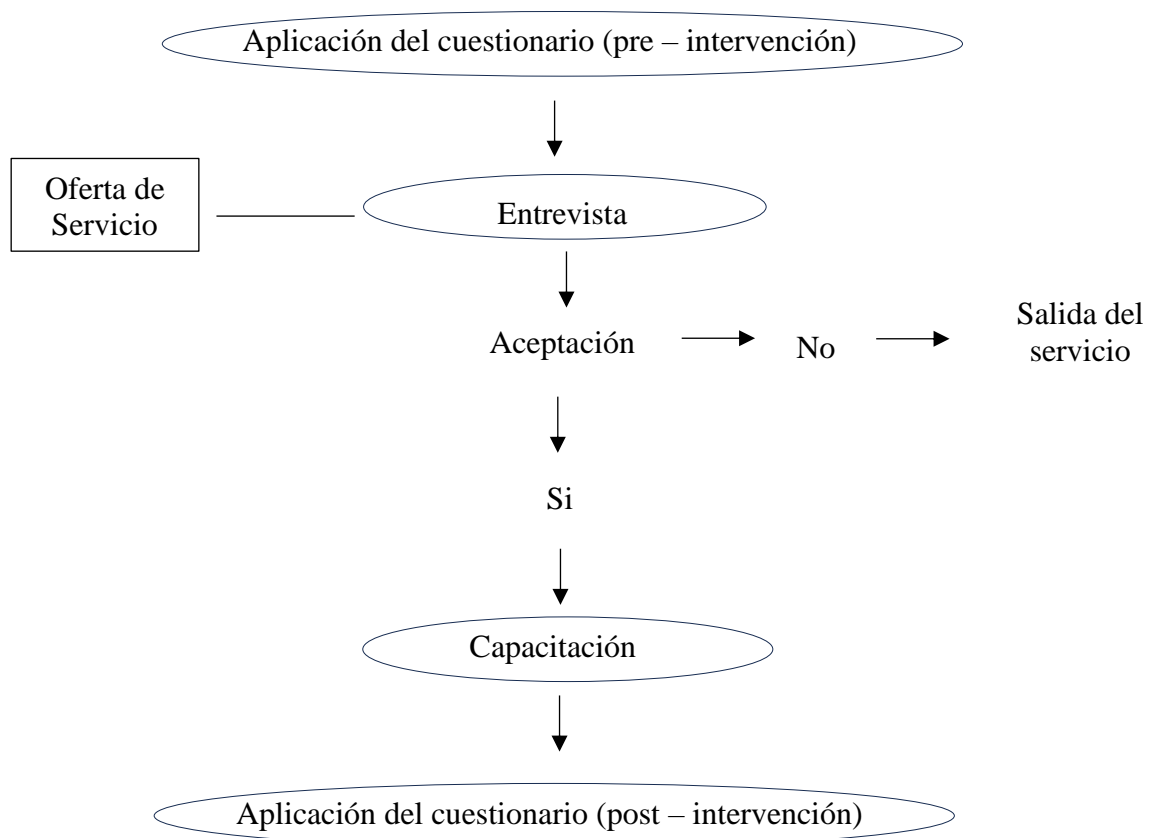 Aplicación del cuestionario (pre – intervención)
Oferta de
Servicio
Entrevista
Aceptación
No
Salida del
servicio
Si
Capacitación
Aplicación del cuestionario (post – intervención)